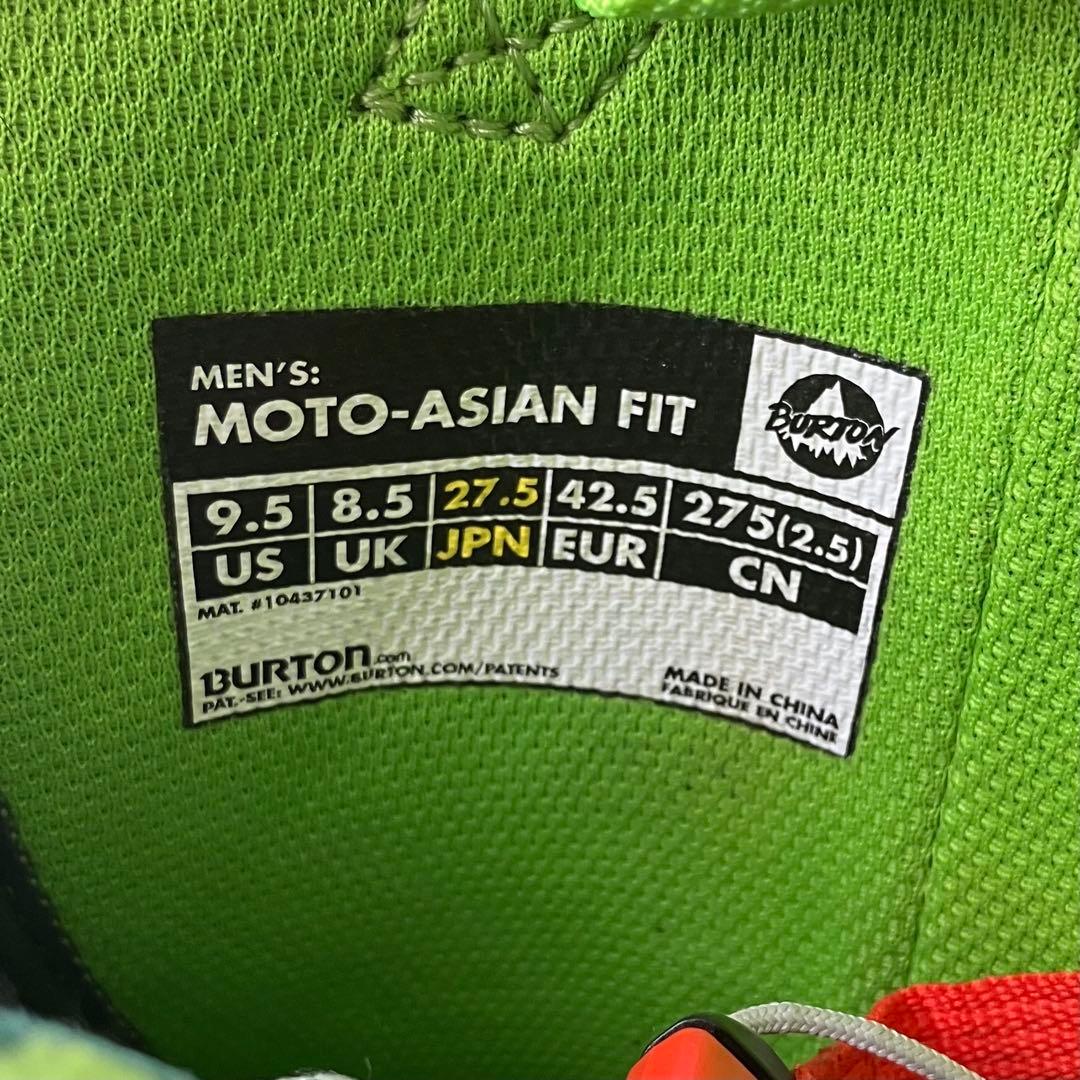 MEN'S:
MOTO-ASIAN FIT
BURTON
9.5 8.5 27.5 42.5 275(2.5)
US UK JPN EUR CN
MAT. #10437101
BURTON.com
PAT.-SEE: WWW.BURTON.COM/PATENTS
MADE IN CHINA
FABRIQUE EN CHINE